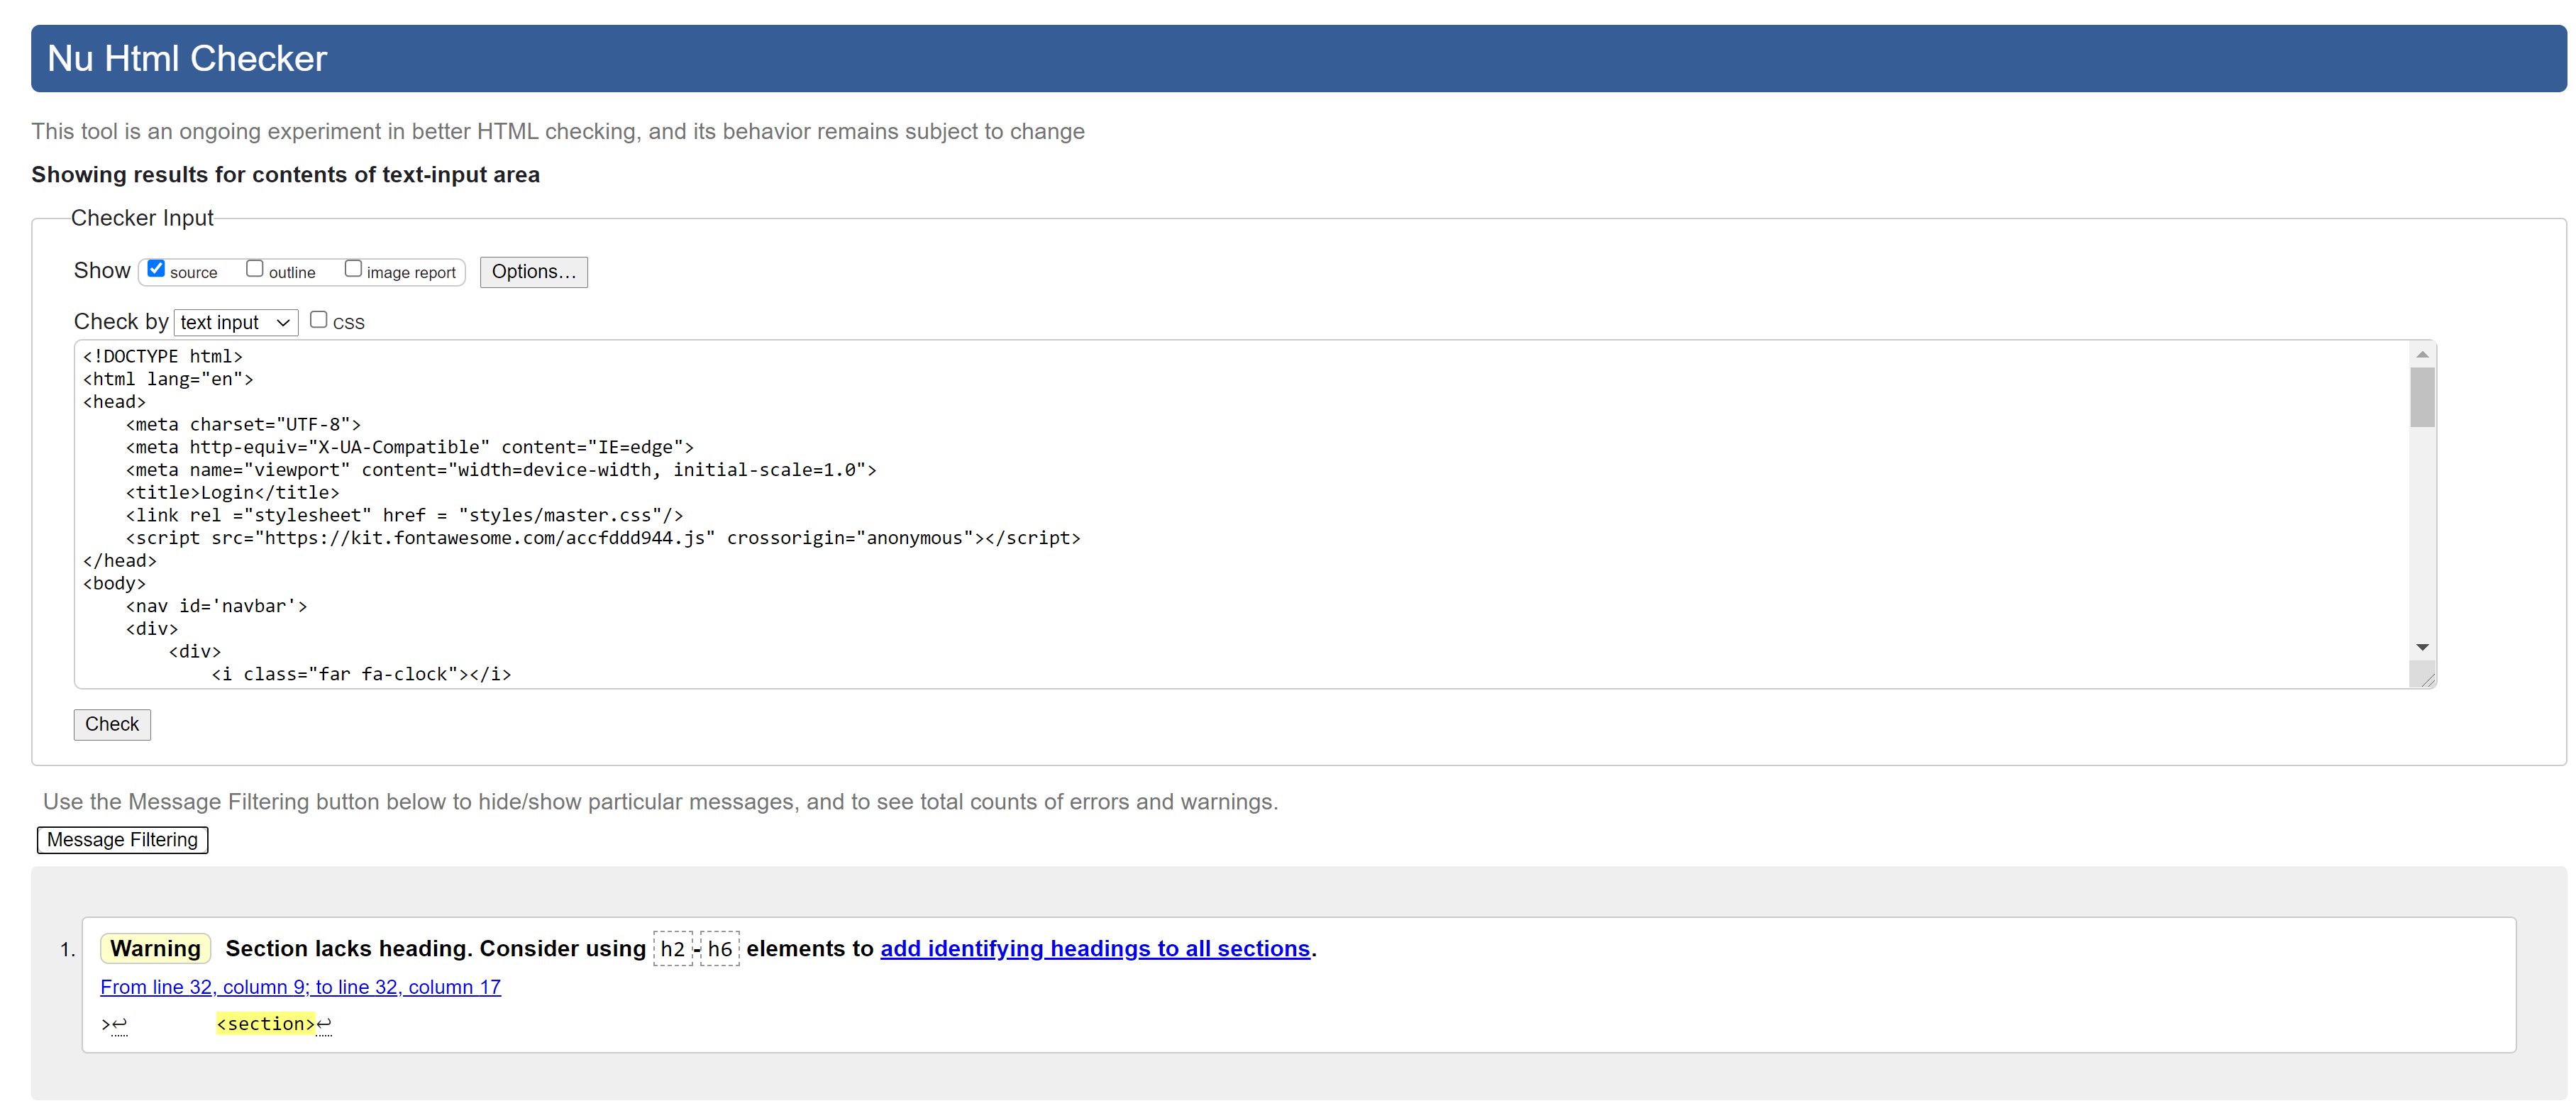 Nu Html Checker
This tool is an ongoing experiment in better HTML checking, and its behavior remains subject to change
Showing results for contents of text-input area
Checker Input
Show source outline image report Options...
Check by text input CSS
<!DOCTYPE html>
<html lang="en">
<head>
    <meta charset="UTF-8">
    <meta http-equiv="X-UA-Compatible" content="IE=edge">
    <meta name="viewport" content="width=device-width, initial-scale=1.0">
    <title>Login</title>
    <link rel ="stylesheet" href = "styles/master.css"/>
    <script src="https://kit.fontawesome.com/accfddd944.js" crossorigin="anonymous"></script>
</head>
<body>
    <nav id='navbar'>
    <div>
        <div>
            <i class="far fa-clock"></i>
Check
Use the Message Filtering button below to hide/show particular messages, and to see total counts of errors and warnings.
Message Filtering
1. Warning Section lacks heading. Consider using h2-h6 elements to add identifying headings to all sections.
From line 32, column 9; to line 32, column 17
>↩ <section>↩